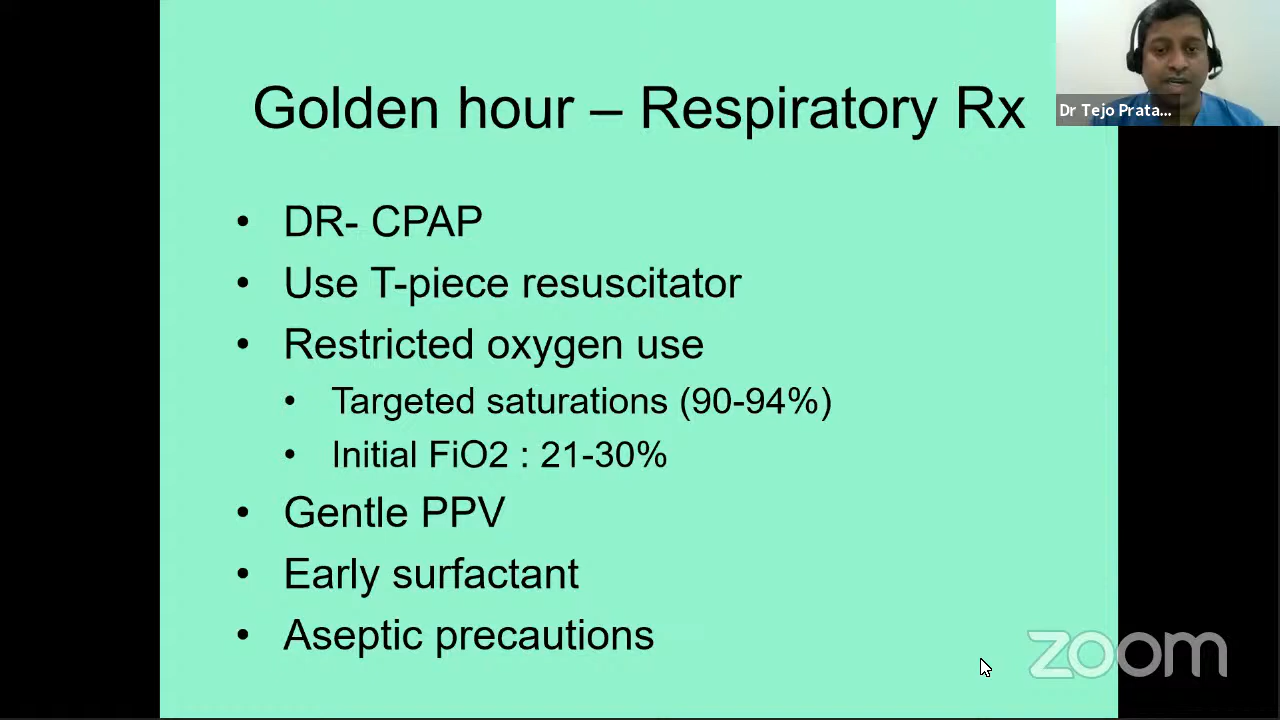 Golden hour – Respiratory Rx
Dr Tejo Prata...
• DR- CPAP
• Use T-piece resuscitator
• Restricted oxygen use
• Targeted saturations (90-94%)
• Initial FiO2 : 21-30%
• Gentle PPV
• Early surfactant
• Aseptic precautions
zoom